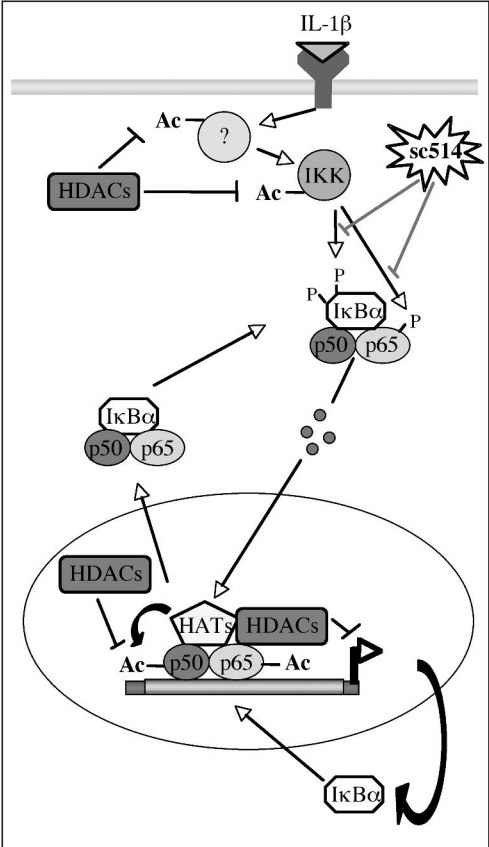 IL-1β
Ac
?
sc514
HDACs
Ac
IKK
P
P
IκBα
P
p50
p65
IκBα
p50
p65
HDACs
HATs
HDACs
Ac
p50
p65
Ac
IκBα